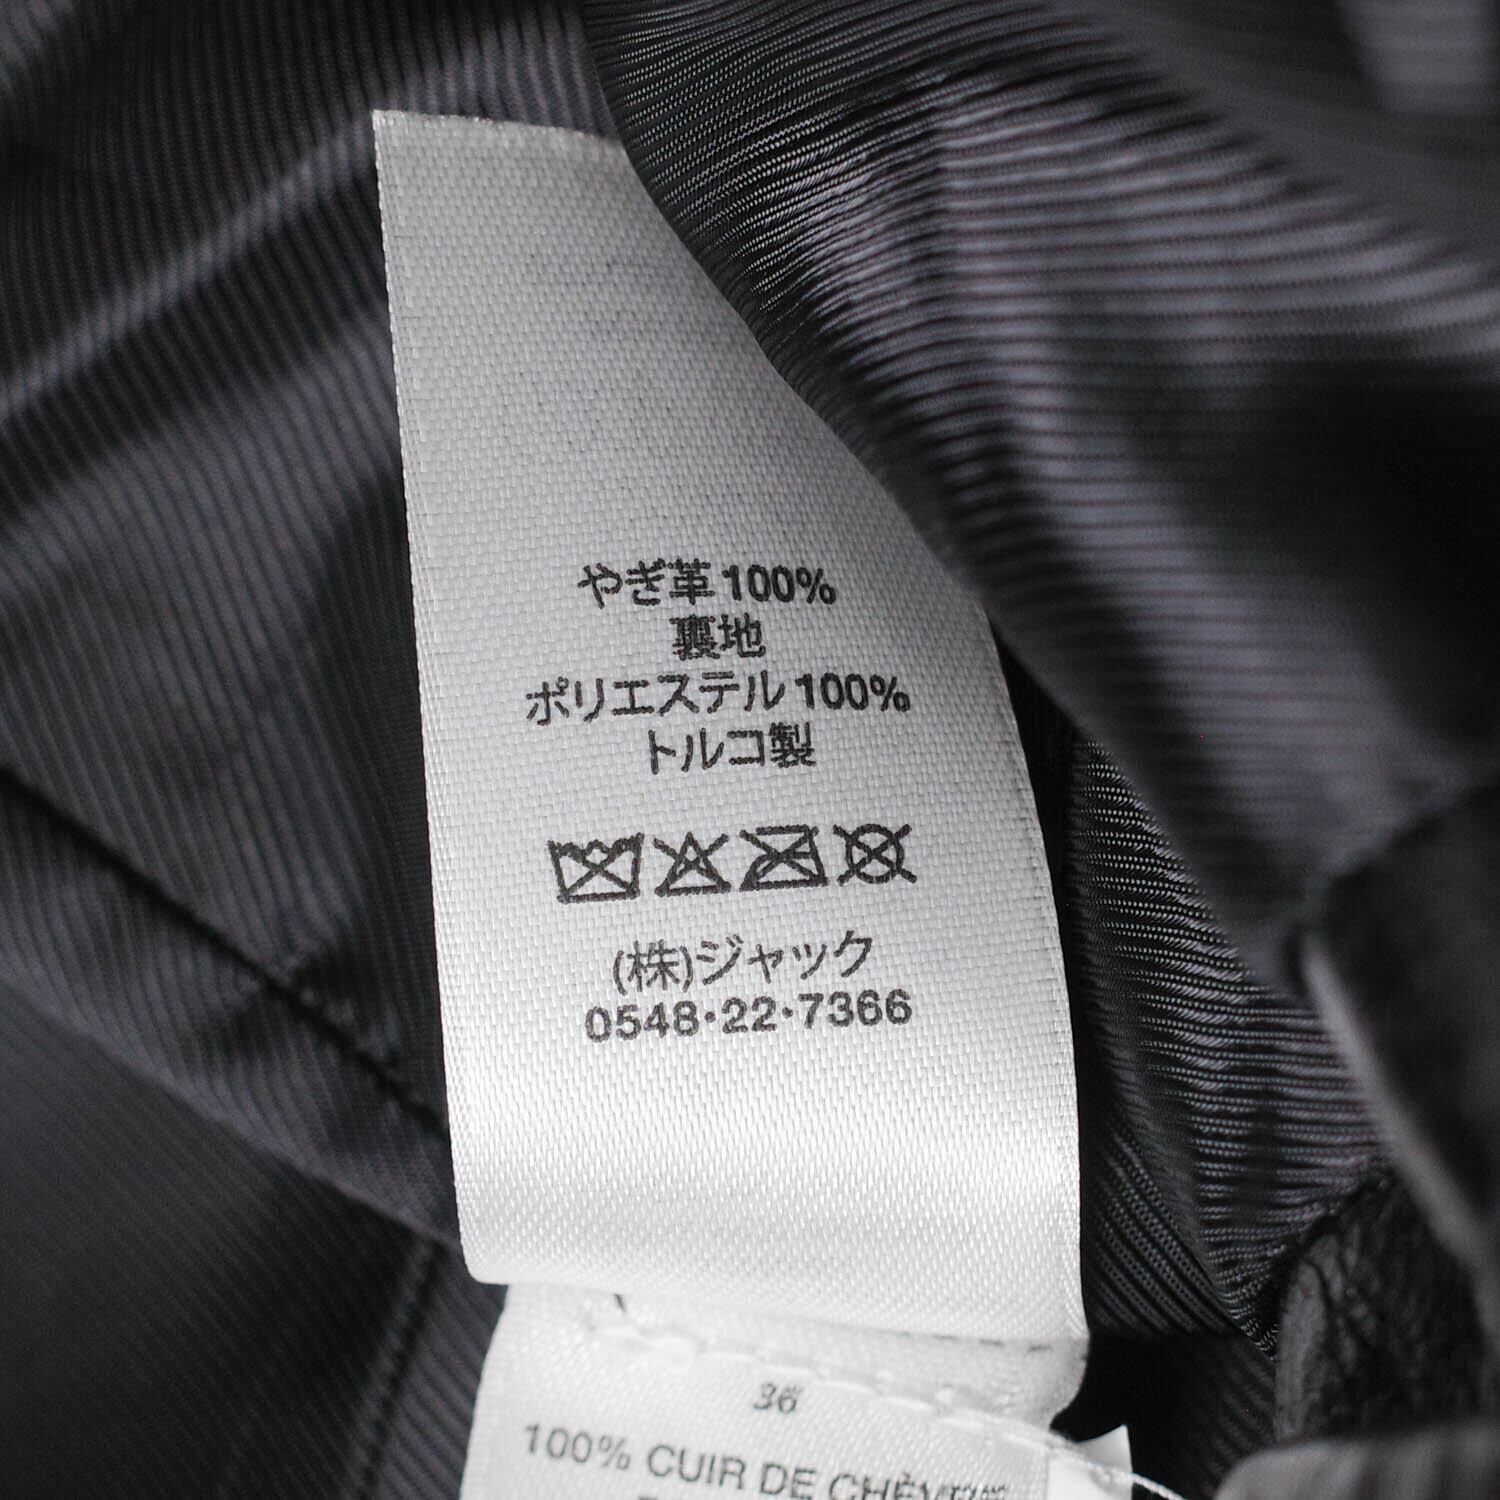 やぎ革100%
裏地
ポリエステル100%
トルコ製
(株)ジャック
0548·22·7366
36
100% CUIR DE CHÈVRE